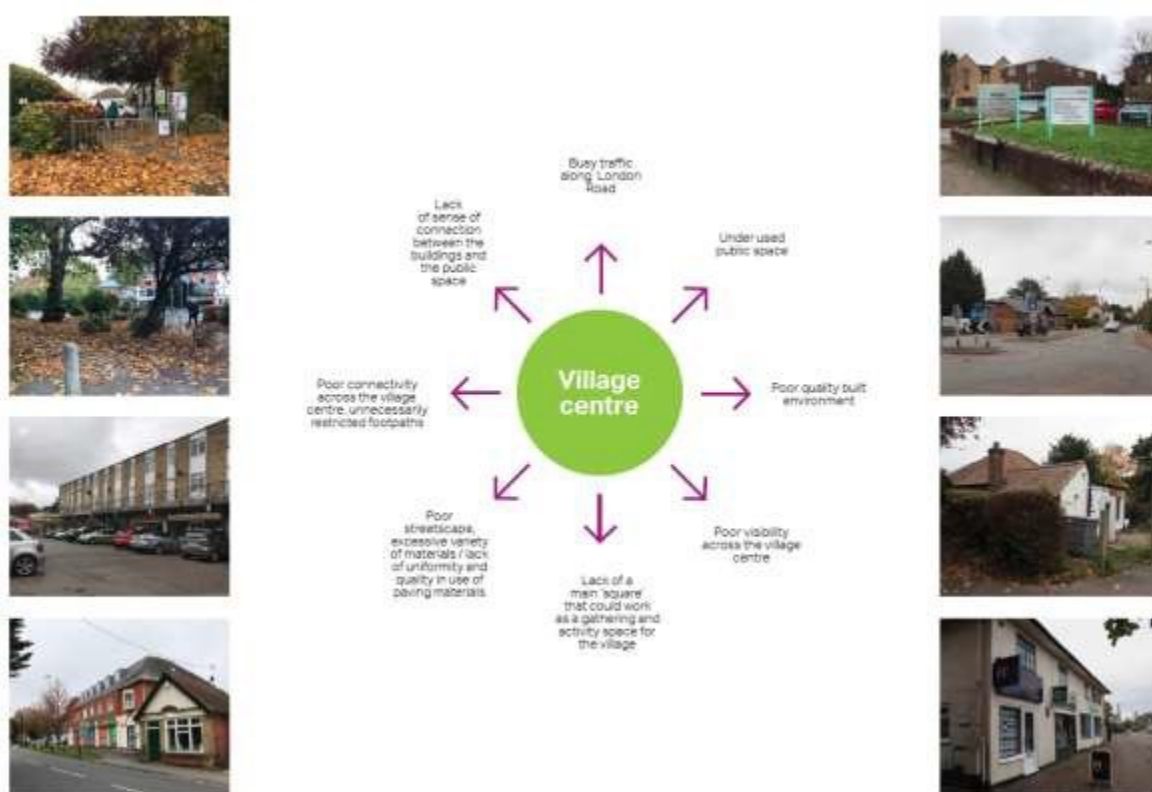 Busy traffic
along London
Road
Lack
of sense of
connection
between the
buildings and
the public
space
Under used
public space
Village
centre
Poor connectivity
across the village
centre, unnecessarily
restricted footpaths
Poor quality built
environment
Poor
streetscape,
excessive variety
of materials / lack
of uniformity and
quality in use of
paving materials
Poor visibility
across the village
centre
Lack of a
main 'square'
that could work
as a gathering and
activity space for
the village